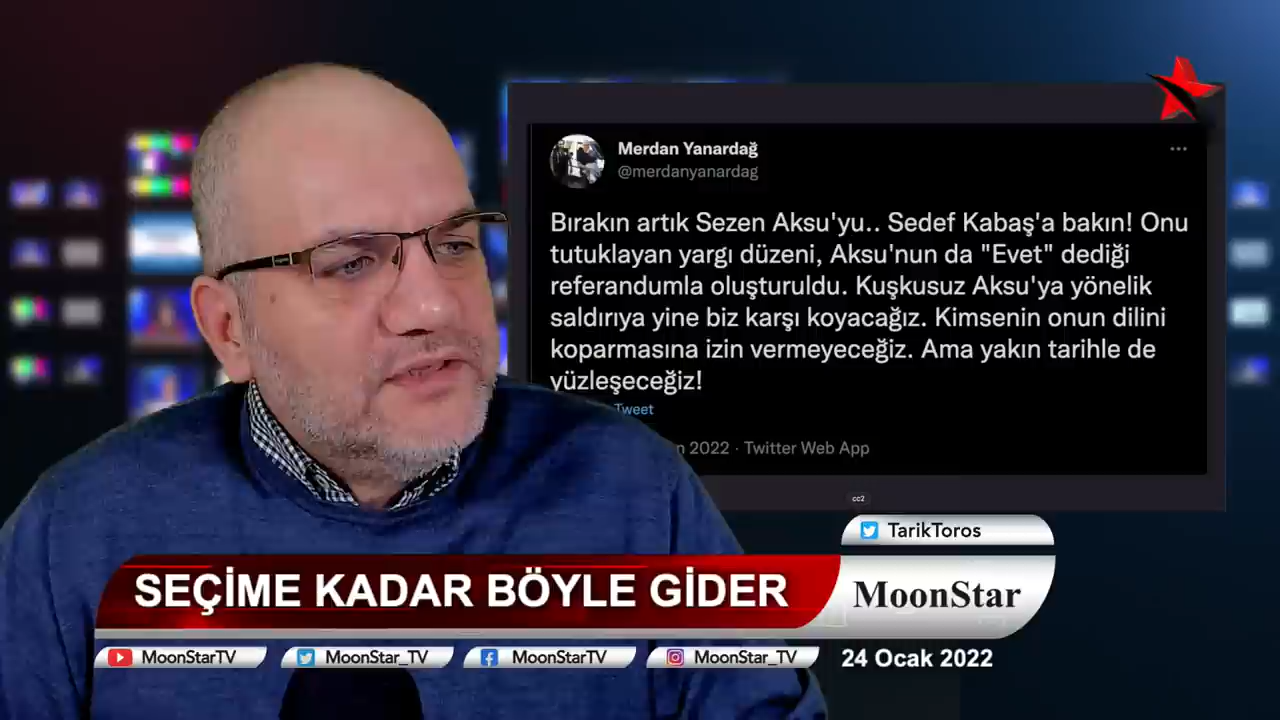 Merdan Yanardağ
@merdanyanardag
Bırakın artık Sezen Aksu'yu.. Sedef Kabaş'a bakın! Onu
tutuklayan yargı düzeni, Aksu'nun da "Evet" dediği
referandumla oluşturuldu. Kuşkusuz Aksu'ya yönelik
saldırıya yine biz karşı koyacağız. Kimsenin onun dilini
koparmasına izin vermeyeceğiz. Ama yakın tarihle de
yüzleşeceğiz!
Tweet
2022 · Twitter Web App
cc2
TarikToros
SEÇİME KADAR BÖYLE GİDER
MoonStar
MoonStarTV
MoonStar_TV
MoonStarTV
MoonStar_TV
24 Ocak 2022